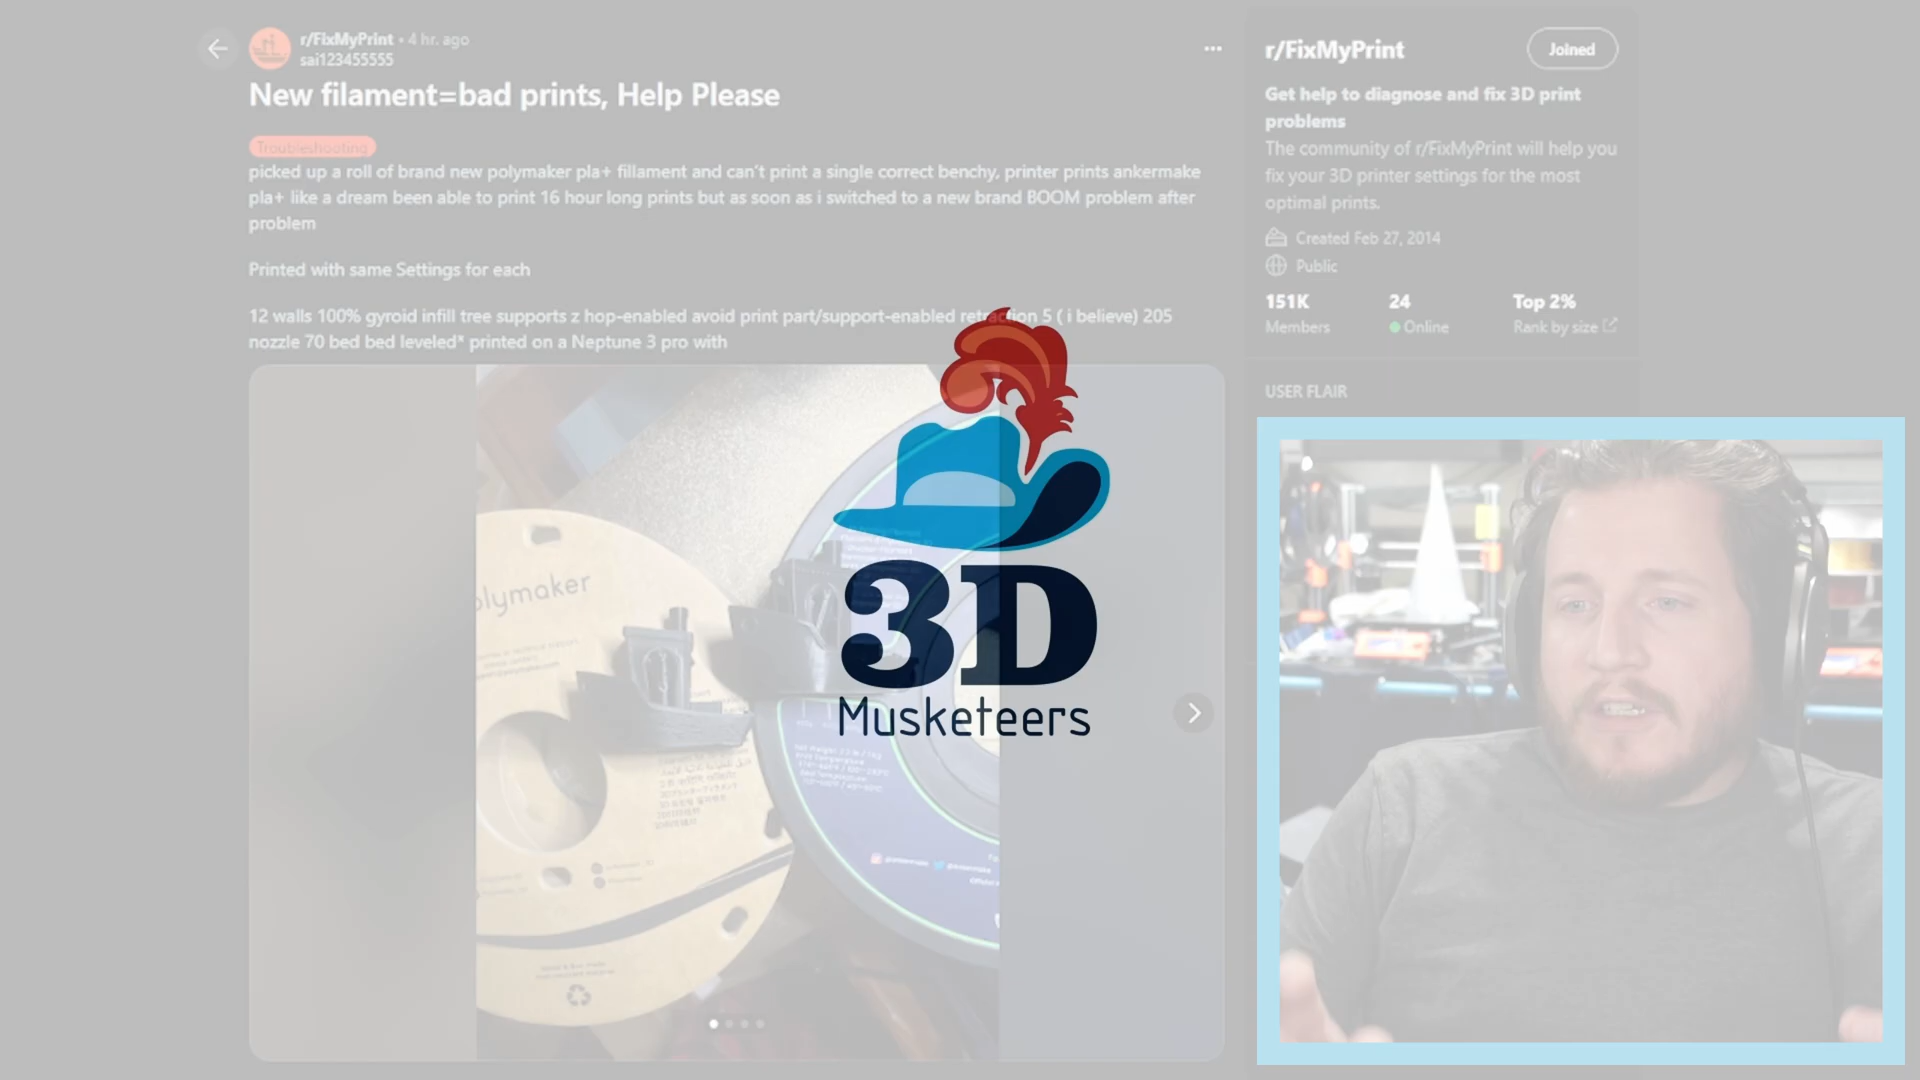 r/FixMyPrint • 4 hr. ago
sai123455555
New filament=bad prints, Help Please
Troubleshooting
picked up a roll of brand new polymaker pla+ fillament and can't print a single correct benchy, printer prints ankermake
pla+ like a dream been able to print 16 hour long prints but as soon as i switched to a new brand BOOM problem after
problem
Printed with same Settings for each
12 walls 100% gyroid infill tree supports z hop-enabled avoid print part/support-enabled retraction 5 ( i believe) 205
nozzle 70 bed bed leveled* printed on a Neptune 3 pro with
polymaker
3D
Musketeers
r/FixMyPrint
Joined
Get help to diagnose and fix 3D print
problems
The community of r/FixMyPrint will help you
fix your 3D printer settings for the most
optimal prints.
Created Feb 27, 2014
Public
151K 24 Top 2%
Members Online Rank by size
USER FLAIR